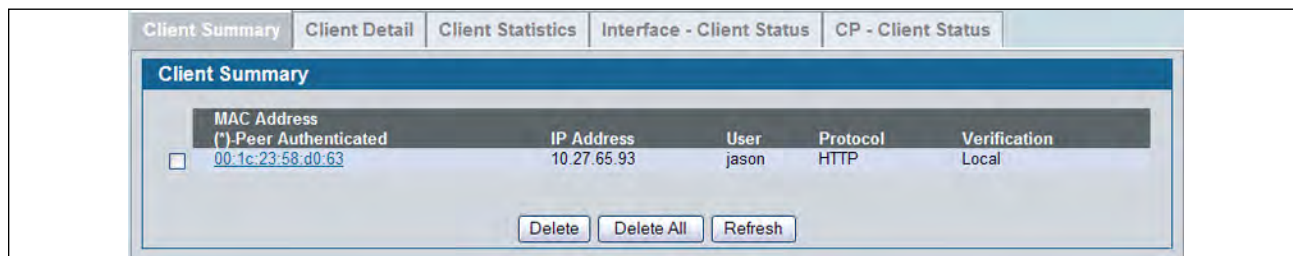 Client Summary Client Detail Client Statistics Interface - Client Status CP - Client Status
Client Summary
MAC Address
(*)-Peer Authenticated IP Address User Protocol Verification
00:1c:23:58:d0:63 10.27.65.93 jason HTTP Local
Delete Delete All Refresh